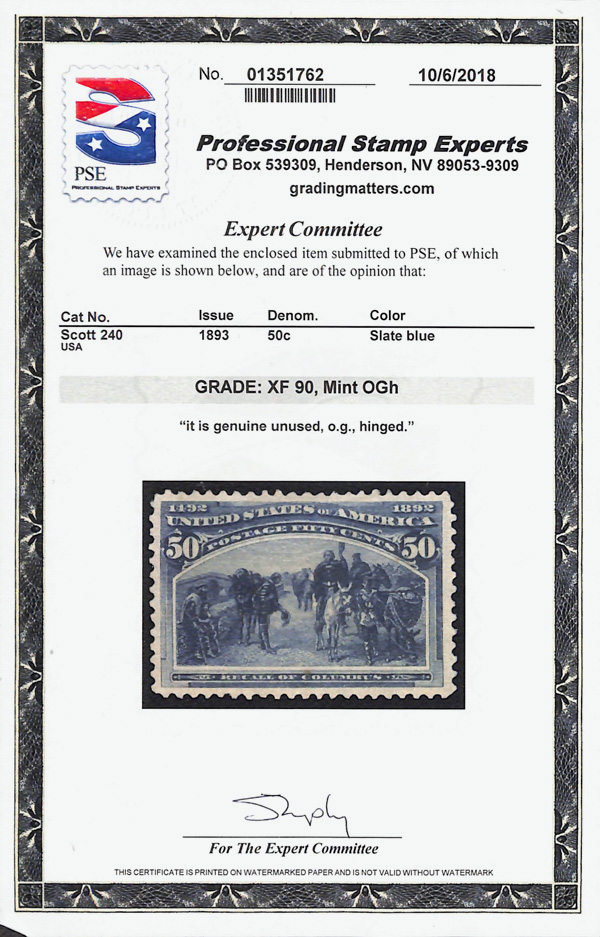 No. 01351762 10/6/2018
PSE
PROFESSIONAL STAMP EXPERTS
Professional Stamp Experts
PO Box 539309, Henderson, NV 89053-9309
gradingmatters.com
Expert Committee
We have examined the enclosed item submitted to PSE, of which
an image is shown below, and are of the opinion that:
Cat No. Issue Denom. Color
Scott 240 1893 50c Slate blue
USA
GRADE: XF 90, Mint OGh
“it is genuine unused, o.g., hinged.”
1492 1892
UNITED STATES OF AMERICA
50 POSTAGE FIFTY CENTS 50
RECALL OF COLUMBUS
For The Expert Committee
THIS CERTIFICATE IS PRINTED ON WATERMARKED PAPER AND IS NOT VALID WITHOUT WATERMARK